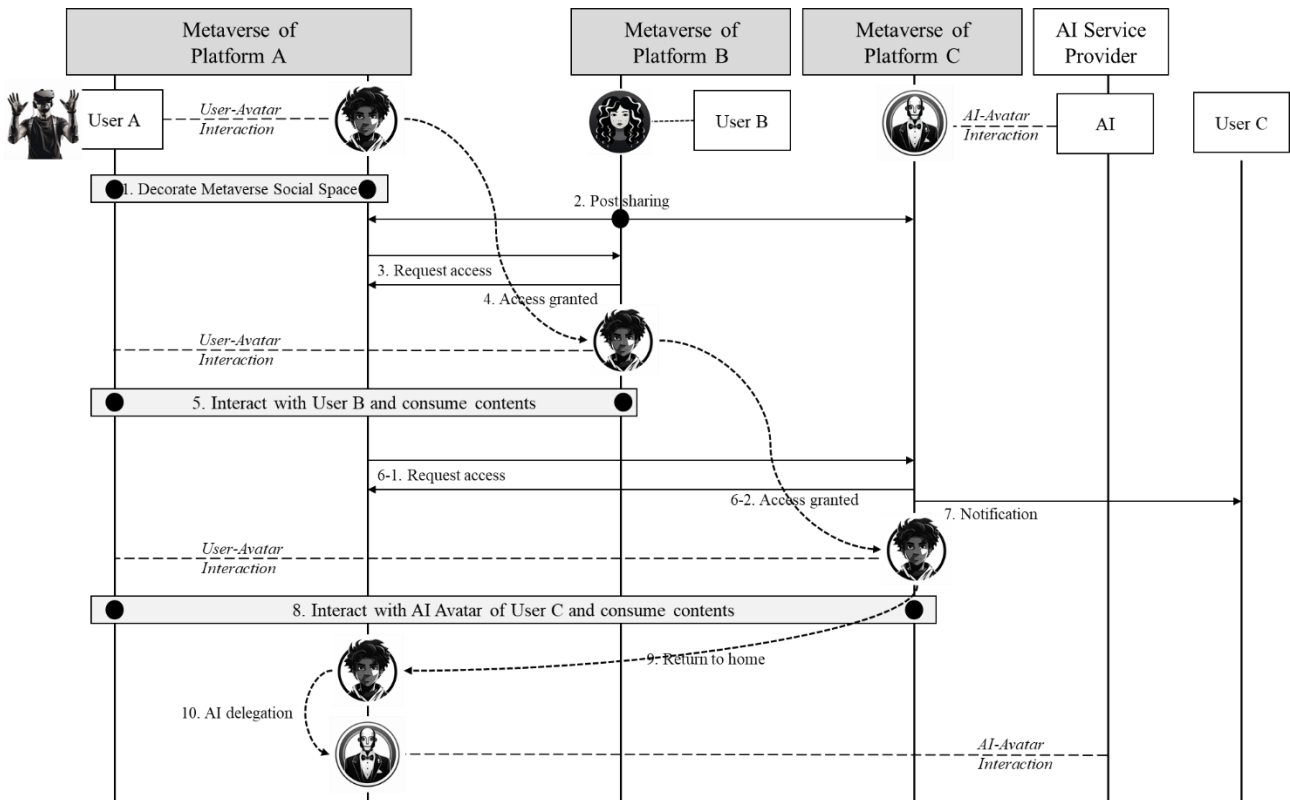 Metaverse of
Platform A
Metaverse of
Platform B
Metaverse of
Platform C
AI Service
Provider
User A
User-Avatar
Interaction
User B
AI-Avatar
Interaction
AI
User C
1. Decorate Metaverse Social Space
2. Post sharing
3. Request access
4. Access granted
User-Avatar
Interaction
5. Interact with User B and consume contents
6-1. Request access
6-2. Access granted
7. Notification
User-Avatar
Interaction
8. Interact with AI Avatar of User C and consume contents
9. Return to home
10. AI delegation
AI-Avatar
Interaction